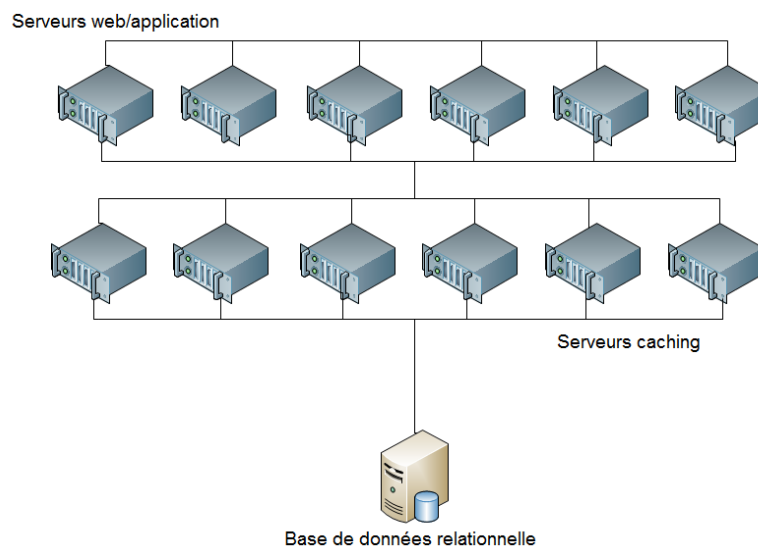 Serveurs web/application
Serveurs caching
Base de données relationnelle